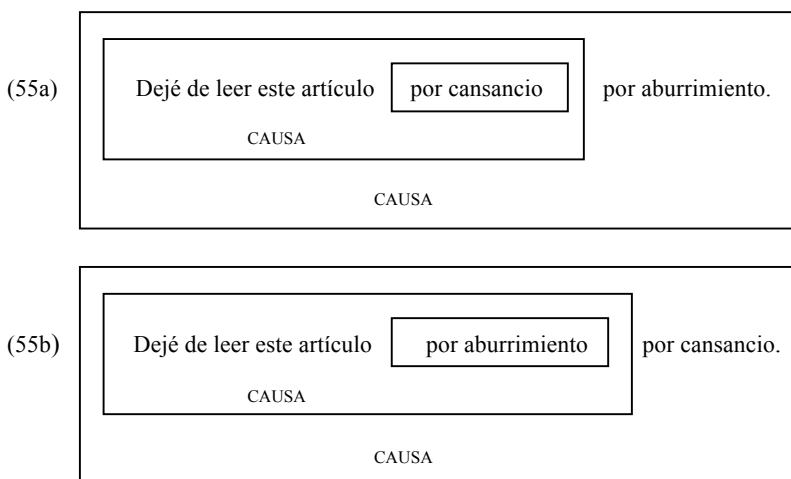 (55a) Dejé de leer este artículo por cansancio por aburrimiento.
CAUSA
CAUSA
(55b) Dejé de leer este artículo por aburrimiento por cansancio.
CAUSA
CAUSA